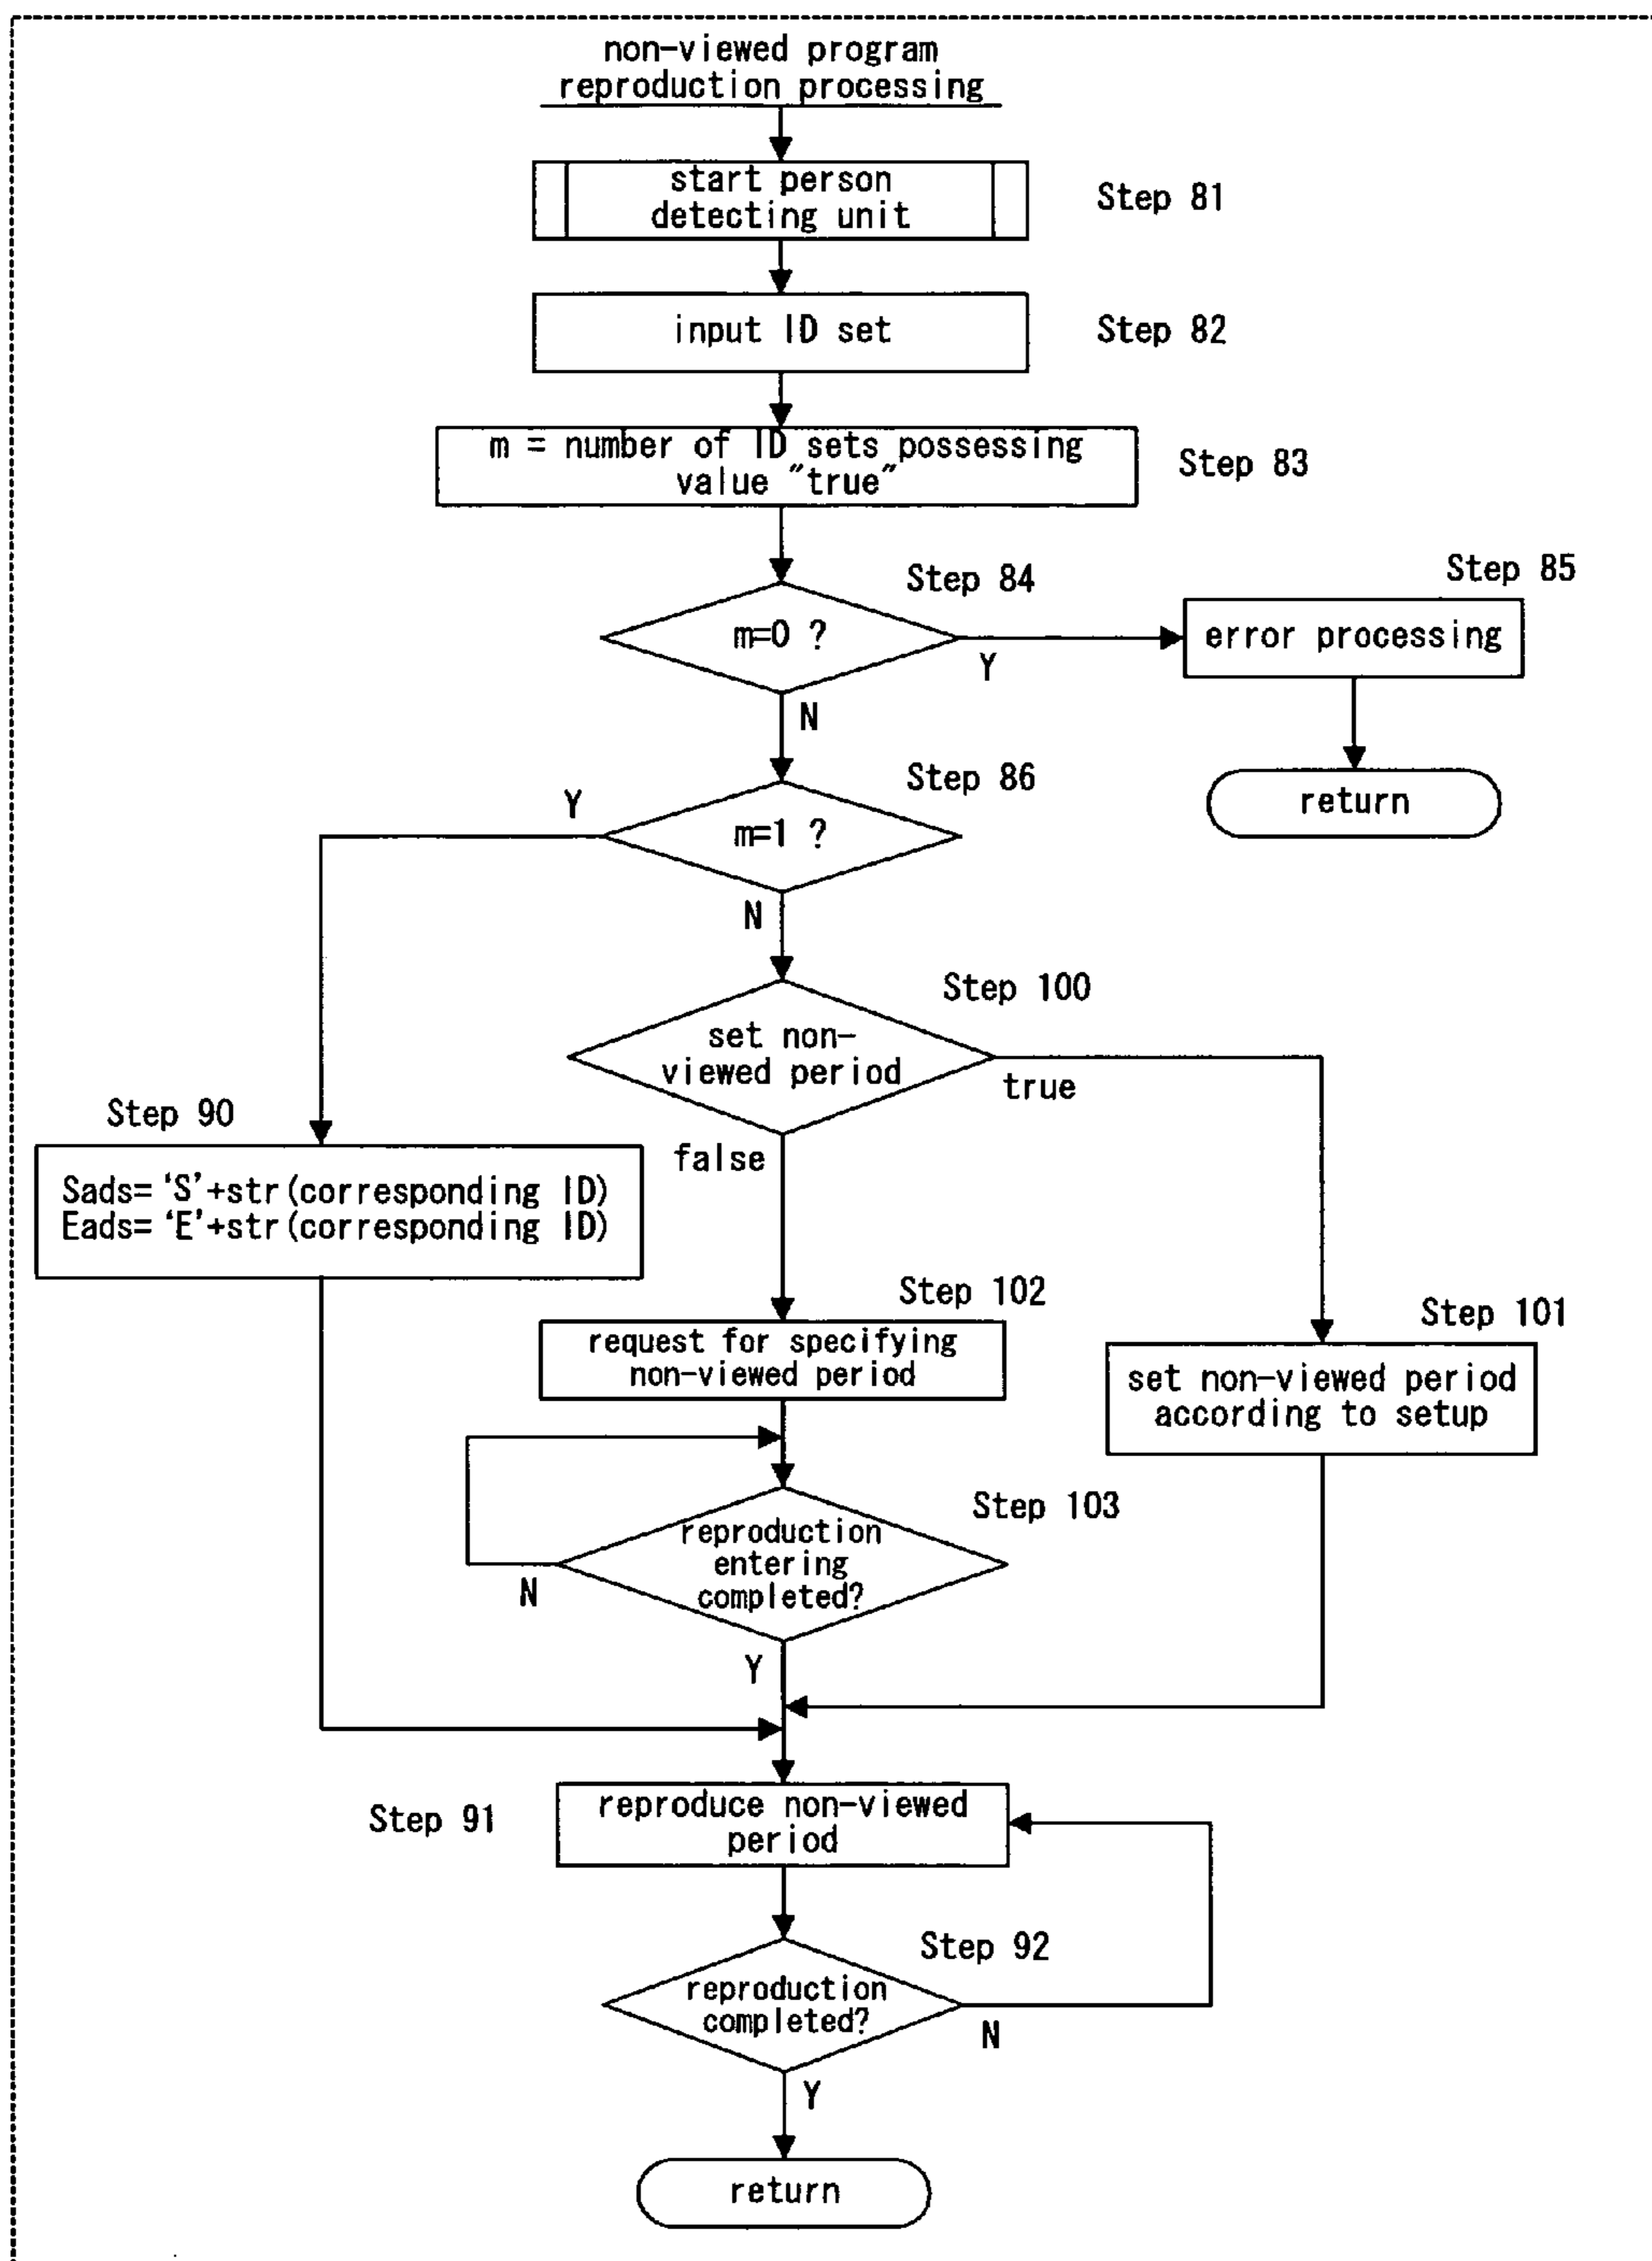 non-viewed program
reproduction processing
start person
detecting unit
Step 81
input ID set
Step 82
m = number of ID sets possessing
value "true"
Step 83
Step 84
m=0 ?
Y
N
Step 85
error processing
return
Step 86
m=1 ?
Y
N
Step 100
set non-
viewed period
true
false
Step 90
Sads= 'S'+str(corresponding ID)
Eads= 'E'+str(corresponding ID)
Step 102
request for specifying
non-viewed period
Step 101
set non-viewed period
according to setup
Step 103
reproduction
entering
completed?
N
Y
Step 91
reproduce non-viewed
period
Step 92
reproduction
completed?
N
Y
return